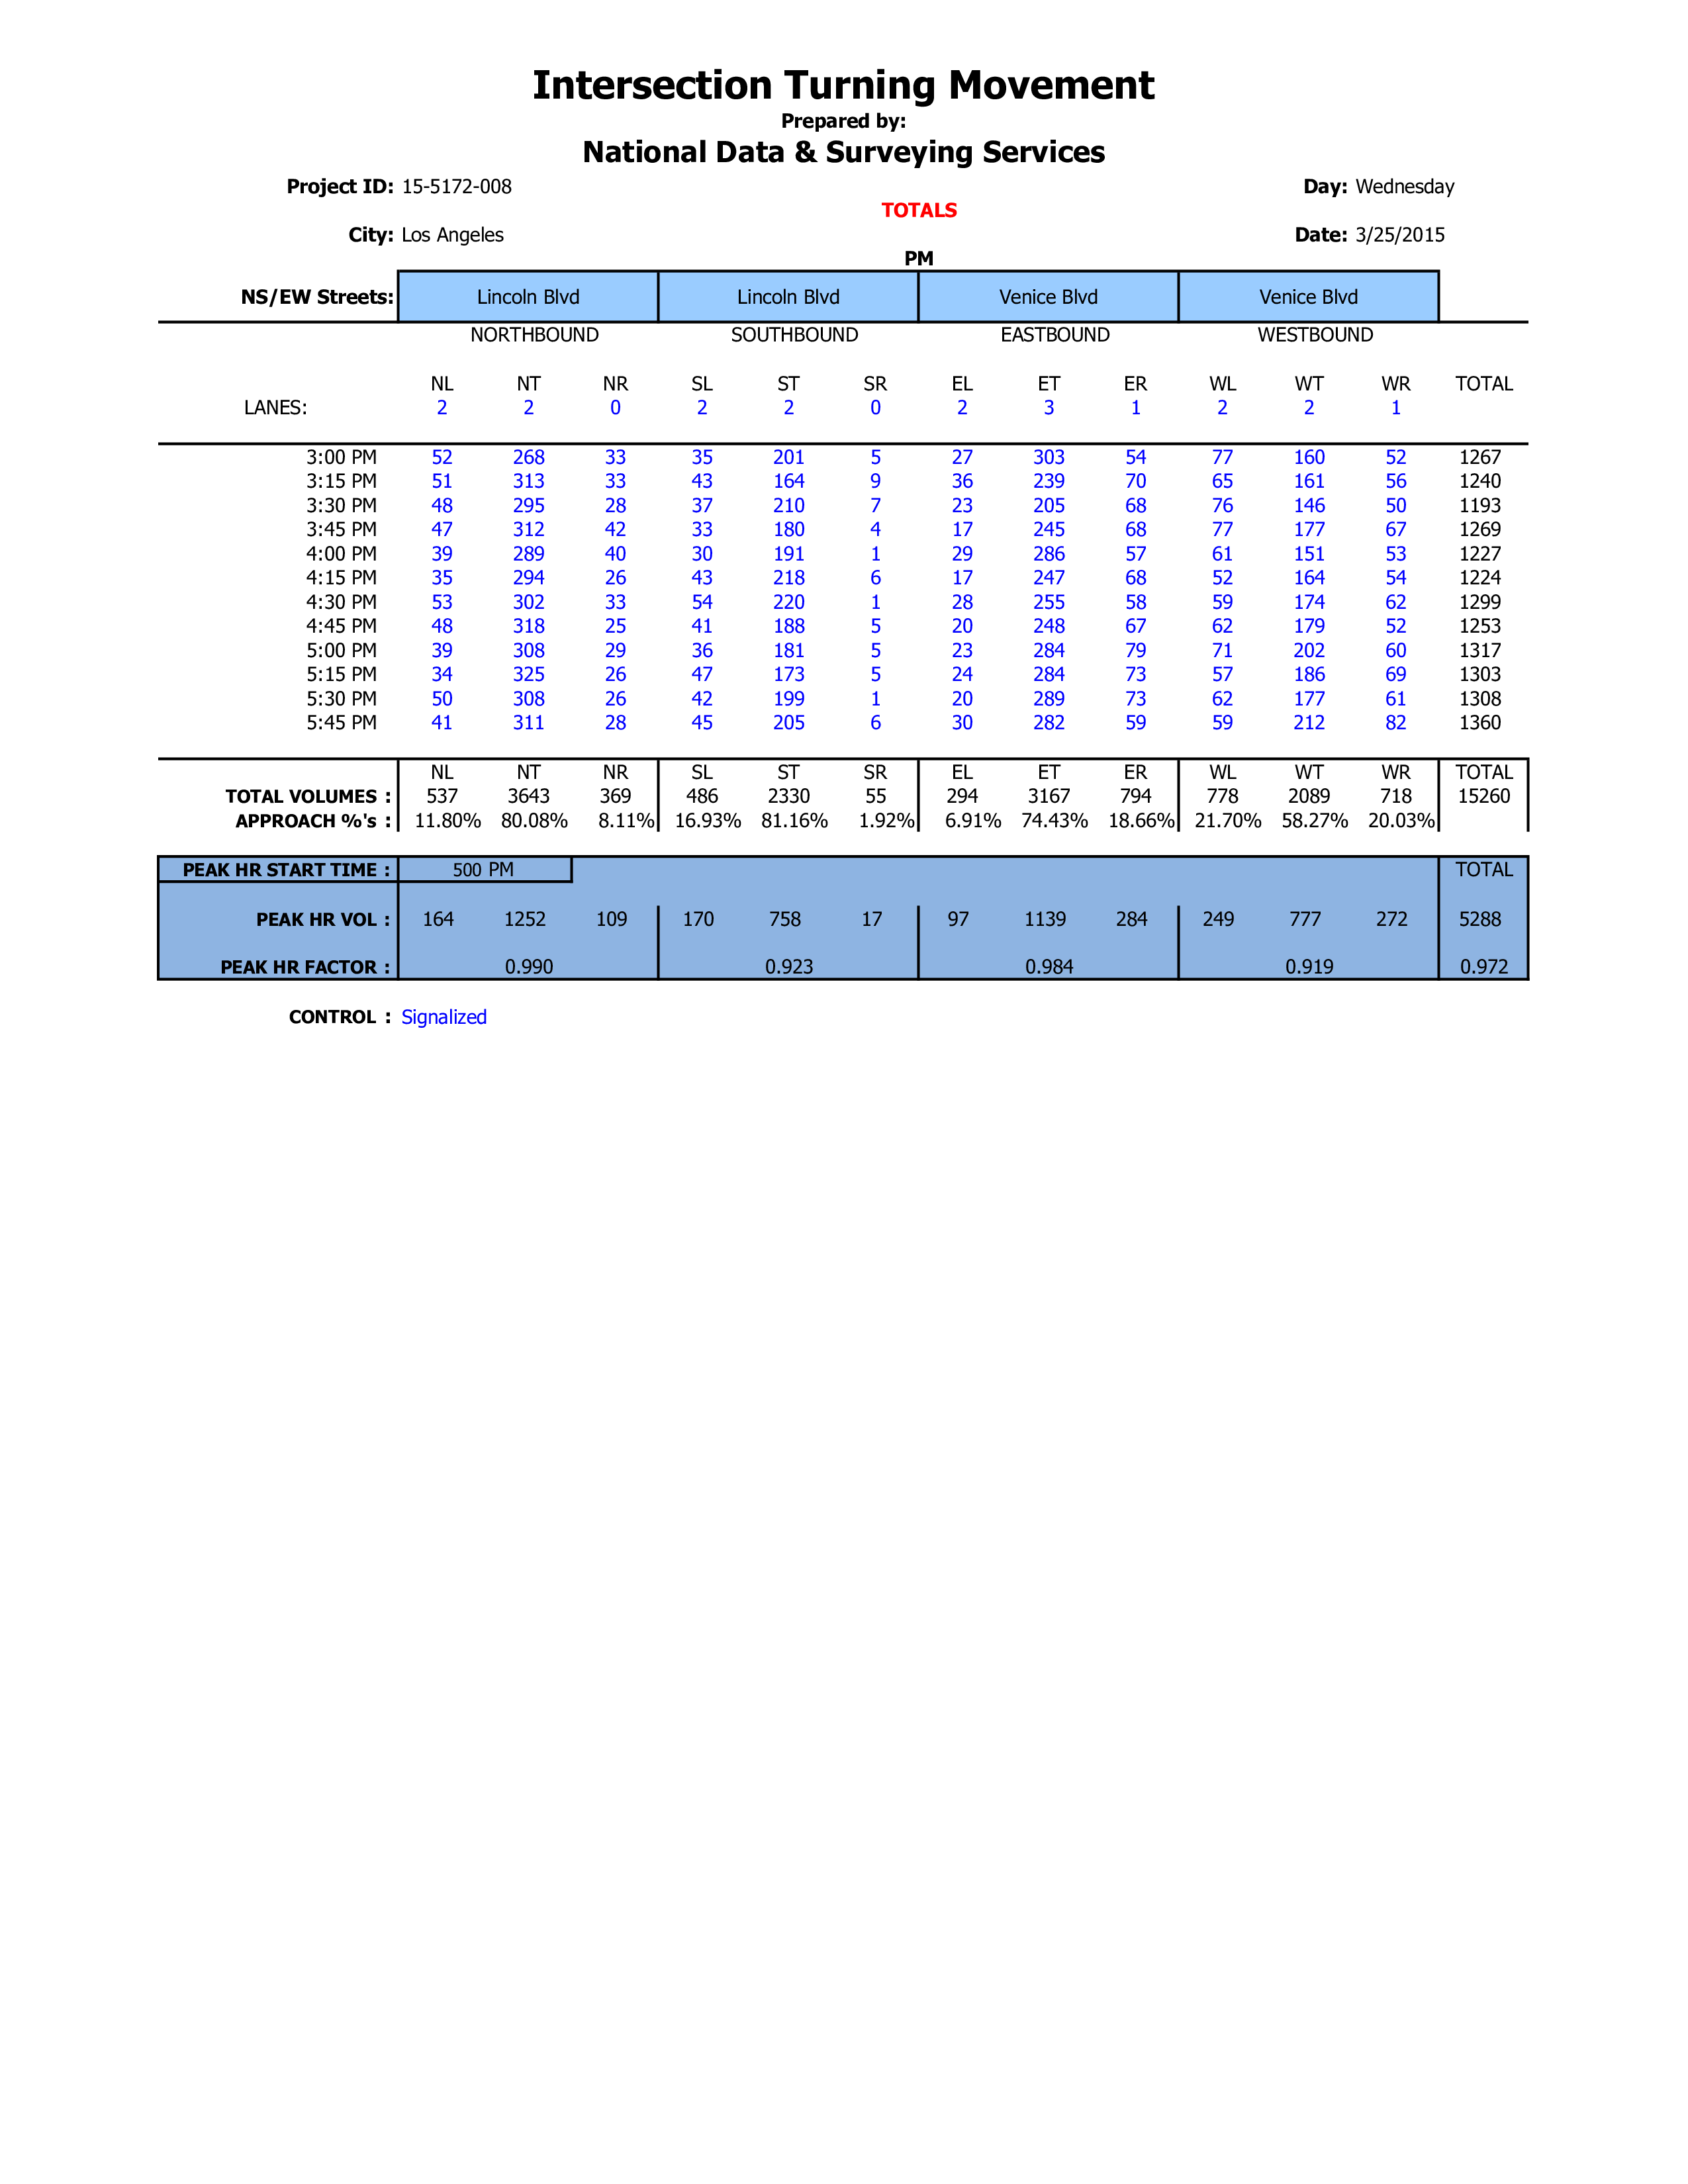 Intersection Turning Movement
Prepared by:
National Data & Surveying Services
Project ID: 15-5172-008 Day: Wednesday
TOTALS
City: Los Angeles Date: 3/25/2015
PM
NS/EW Streets: Lincoln Blvd Lincoln Blvd Venice Blvd Venice Blvd
NORTHBOUND SOUTHBOUND EASTBOUND WESTBOUND
NL NT NR SL ST SR EL ET ER WL WT WR TOTAL
LANES: 2 2 0 2 2 0 2 3 1 2 2 1
3:00 PM 52 268 33 35 201 5 27 303 54 77 160 52 1267
3:15 PM 51 313 33 43 164 9 36 239 70 65 161 56 1240
3:30 PM 48 295 28 37 210 7 23 205 68 76 146 50 1193
3:45 PM 47 312 42 33 180 4 17 245 68 77 177 67 1269
4:00 PM 39 289 40 30 191 1 29 286 57 61 151 53 1227
4:15 PM 35 294 26 43 218 6 17 247 68 52 164 54 1224
4:30 PM 53 302 33 54 220 1 28 255 58 59 174 62 1299
4:45 PM 48 318 25 41 188 5 20 248 67 62 179 52 1253
5:00 PM 39 308 29 36 181 5 23 284 79 71 202 60 1317
5:15 PM 34 325 26 47 173 5 24 284 73 57 186 69 1303
5:30 PM 50 308 26 42 199 1 20 289 73 62 177 61 1308
5:45 PM 41 311 28 45 205 6 30 282 59 59 212 82 1360
NL NT NR SL ST SR EL ET ER WL WT WR TOTAL
TOTAL VOLUMES : 537 3643 369 486 2330 55 294 3167 794 778 2089 718 15260
APPROACH %'s : 11.80% 80.08% 8.11% 16.93% 81.16% 1.92% 6.91% 74.43% 18.66% 21.70% 58.27% 20.03%
PEAK HR START TIME : 500 PM TOTAL
PEAK HR VOL : 164 1252 109 170 758 17 97 1139 284 249 777 272 5288
PEAK HR FACTOR : 0.990 0.923 0.984 0.919 0.972
CONTROL : Signalized